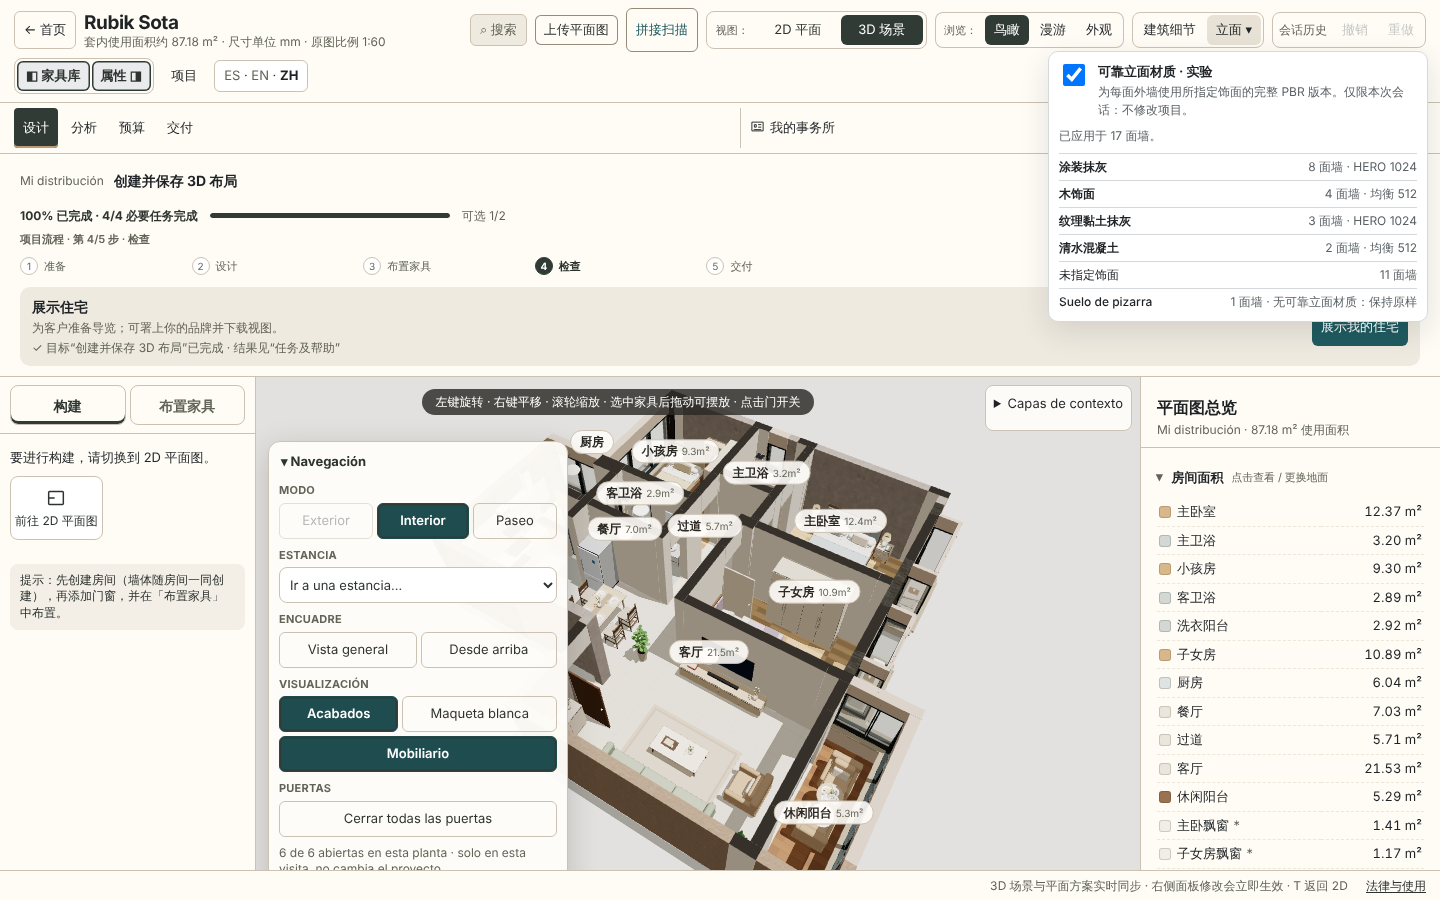 ← 首页
Rubik Sota
套内使用面积约 87.18 m² · 尺寸单位 mm · 原图比例 1:60
搜索
上传平面图
拼接扫描
视图：
2D 平面
3D 场景
浏览：
鸟瞰
漫游
外观
建筑细节
立面 ▾
会话历史
撤销
重做
家具库
属性
项目
ES · EN · ZH
可靠立面材质 · 实验
为每面外墙使用所指定饰面的完整 PBR 版本。仅限本次会
话：不修改项目。
已应用于 17 面墙。
涂装抹灰 8 面墙 · HERO 1024
木饰面 4 面墙 · 均衡 512
纹理黏土抹灰 3 面墙 · HERO 1024
清水混凝土 2 面墙 · 均衡 512
未指定饰面 11 面墙
Suelo de pizarra 1 面墙 · 无可靠立面材质：保持原样
设计
分析
预算
交付
我的事务所
Mi distribución 创建并保存 3D 布局
100% 已完成 · 4/4 必要任务完成
可选 1/2
项目流程 · 第 4/5 步 · 检查
1 准备
2 设计
3 布置家具
4 检查
5 交付
展示住宅
为客户准备导览；可署上你的品牌并下载视图。
✓ 目标“创建并保存 3D 布局”已完成 · 结果见“任务及帮助”
展示我的住宅
构建
布置家具
要进行构建，请切换到 2D 平面图。
前往 2D 平面图
提示：先创建房间（墙体随房间一同创
建），再添加门窗，并在「布置家具」
中布置。
左键旋转 · 右键平移 · 滚轮缩放 · 选中家具后拖动可摆放 · 点击门开关
▶ Capas de contexto
▾ Navegación
MODO
Exterior
Interior
Paseo
ESTANCIA
Ir a una estancia...
ENCUADRE
Vista general
Desde arriba
VISUALIZACIÓN
Acabados
Maqueta blanca
Mobiliario
PUERTAS
Cerrar todas las puertas
6 de 6 abiertas en esta planta · solo en esta
visita, no cambia el proyecto
厨房
小孩房 9.3m²
主卫浴 3.2m²
客卫浴 2.9m²
餐厅 7.0m²
过道 5.7m²
主卧室 12.4m²
子女房 10.9m²
客厅 21.5m²
休闲阳台 5.3m²
平面图总览
Mi distribución · 87.18 m² 使用面积
▼ 房间面积 点击查看 / 更换地面
主卧室 12.37 m²
主卫浴 3.20 m²
小孩房 9.30 m²
客卫浴 2.89 m²
洗衣阳台 2.92 m²
子女房 10.89 m²
厨房 6.04 m²
餐厅 7.03 m²
过道 5.71 m²
客厅 21.53 m²
休闲阳台 5.29 m²
主卧飘窗 * 1.41 m²
子女房飘窗 * 1.17 m²
3D 场景与平面方案实时同步 · 右侧面板修改会立即生效 · T 返回 2D
法律与使用